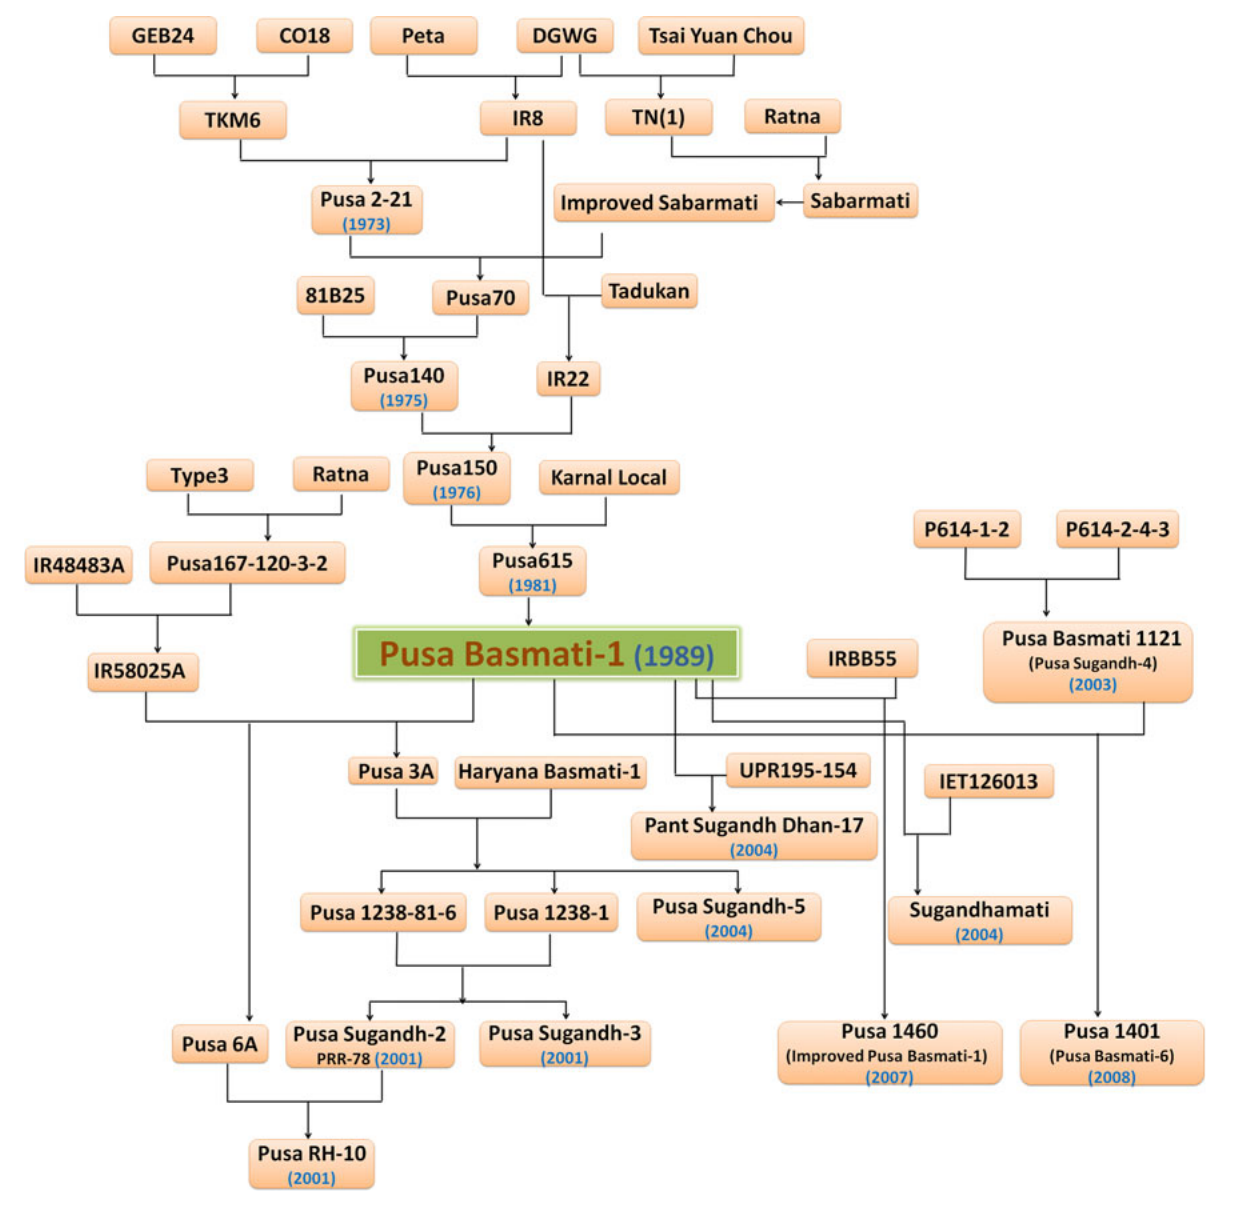 GEB24
CO18
Peta
DGWG
Tsai Yuan Chou
TKM6
IR8
TN(1)
Ratna
Pusa 2-21
(1973)
Improved Sabarmati
Sabarmati
81B25
Pusa70
Tadukan
Pusa140
(1975)
IR22
Type3
Ratna
Pusa150
(1976)
Karnal Local
P614-1-2
P614-2-4-3
IR48483A
Pusa167-120-3-2
Pusa615
(1981)
Pusa Basmati-1 (1989)
IRBB55
Pusa Basmati 1121
(Pusa Sugandh-4)
(2003)
IR58025A
Pusa 3A
Haryana Basmati-1
UPR195-154
IET126013
Pant Sugandh Dhan-17
(2004)
Pusa 1238-81-6
Pusa 1238-1
Pusa Sugandh-5
(2004)
Sugandhamati
(2004)
Pusa 6A
Pusa Sugandh-2
PRR-78 (2001)
Pusa Sugandh-3
(2001)
Pusa 1460
(Improved Pusa Basmati-1)
(2007)
Pusa 1401
(Pusa Basmati-6)
(2008)
Pusa RH-10
(2001)